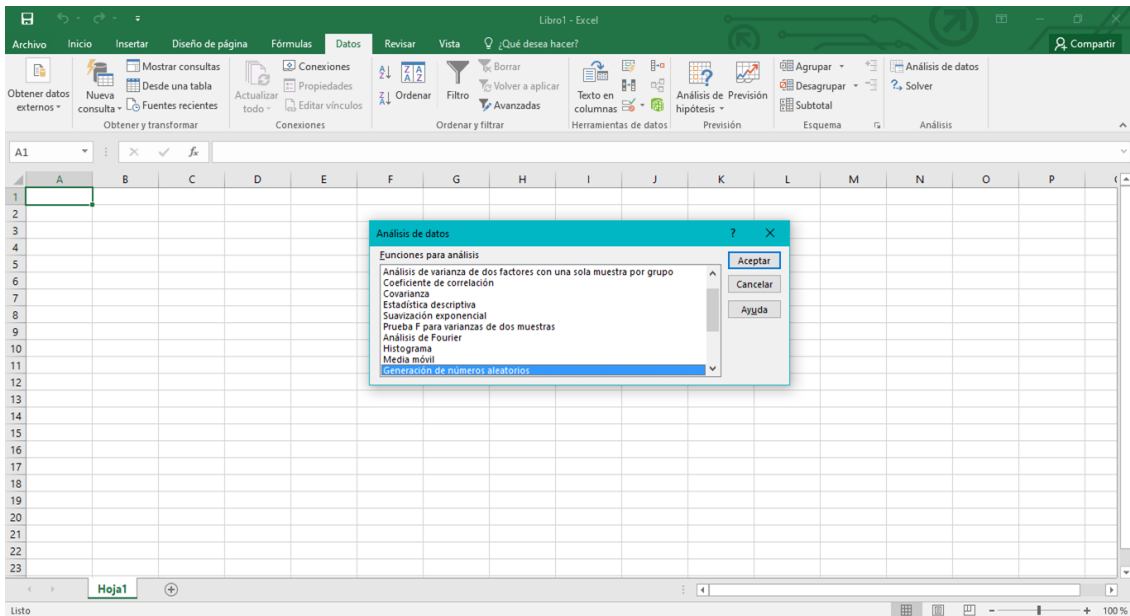 Libro1 - Excel
Archivo Inicio Insertar Diseño de página Fórmulas Datos Revisar Vista ¿Qué desea hacer? Compartir
Obtener datos externos
Nueva consulta
Mostrar consultas
Desde una tabla
Fuentes recientes
Obtener y transformar
Actualizar todo
Conexiones
Propiedades
Editar vínculos
Conexiones
Ordenar
Filtro
Borrar
Volver a aplicar
Avanzadas
Ordenar y filtrar
Texto en columnas
Herramientas de datos
Análisis de hipótesis
Previsión
Previsión
Agrupar
Desagrupar
Subtotal
Esquema
Análisis de datos
Solver
Análisis
A1 fx
A B C D E F G H I J K L M N O P
1
2
3
4
5
6
7
8
9
10
11
12
13
14
15
16
17
18
19
20
21
22
23
Análisis de datos ?
Funciones para análisis
Análisis de varianza de dos factores con una sola muestra por grupo
Coeficiente de correlación
Covarianza
Estadística descriptiva
Suavización exponencial
Prueba F para varianzas de dos muestras
Análisis de Fourier
Histograma
Media móvil
Generación de números aleatorios
Aceptar
Cancelar
Ayuda
Hoja1
Listo 100 %